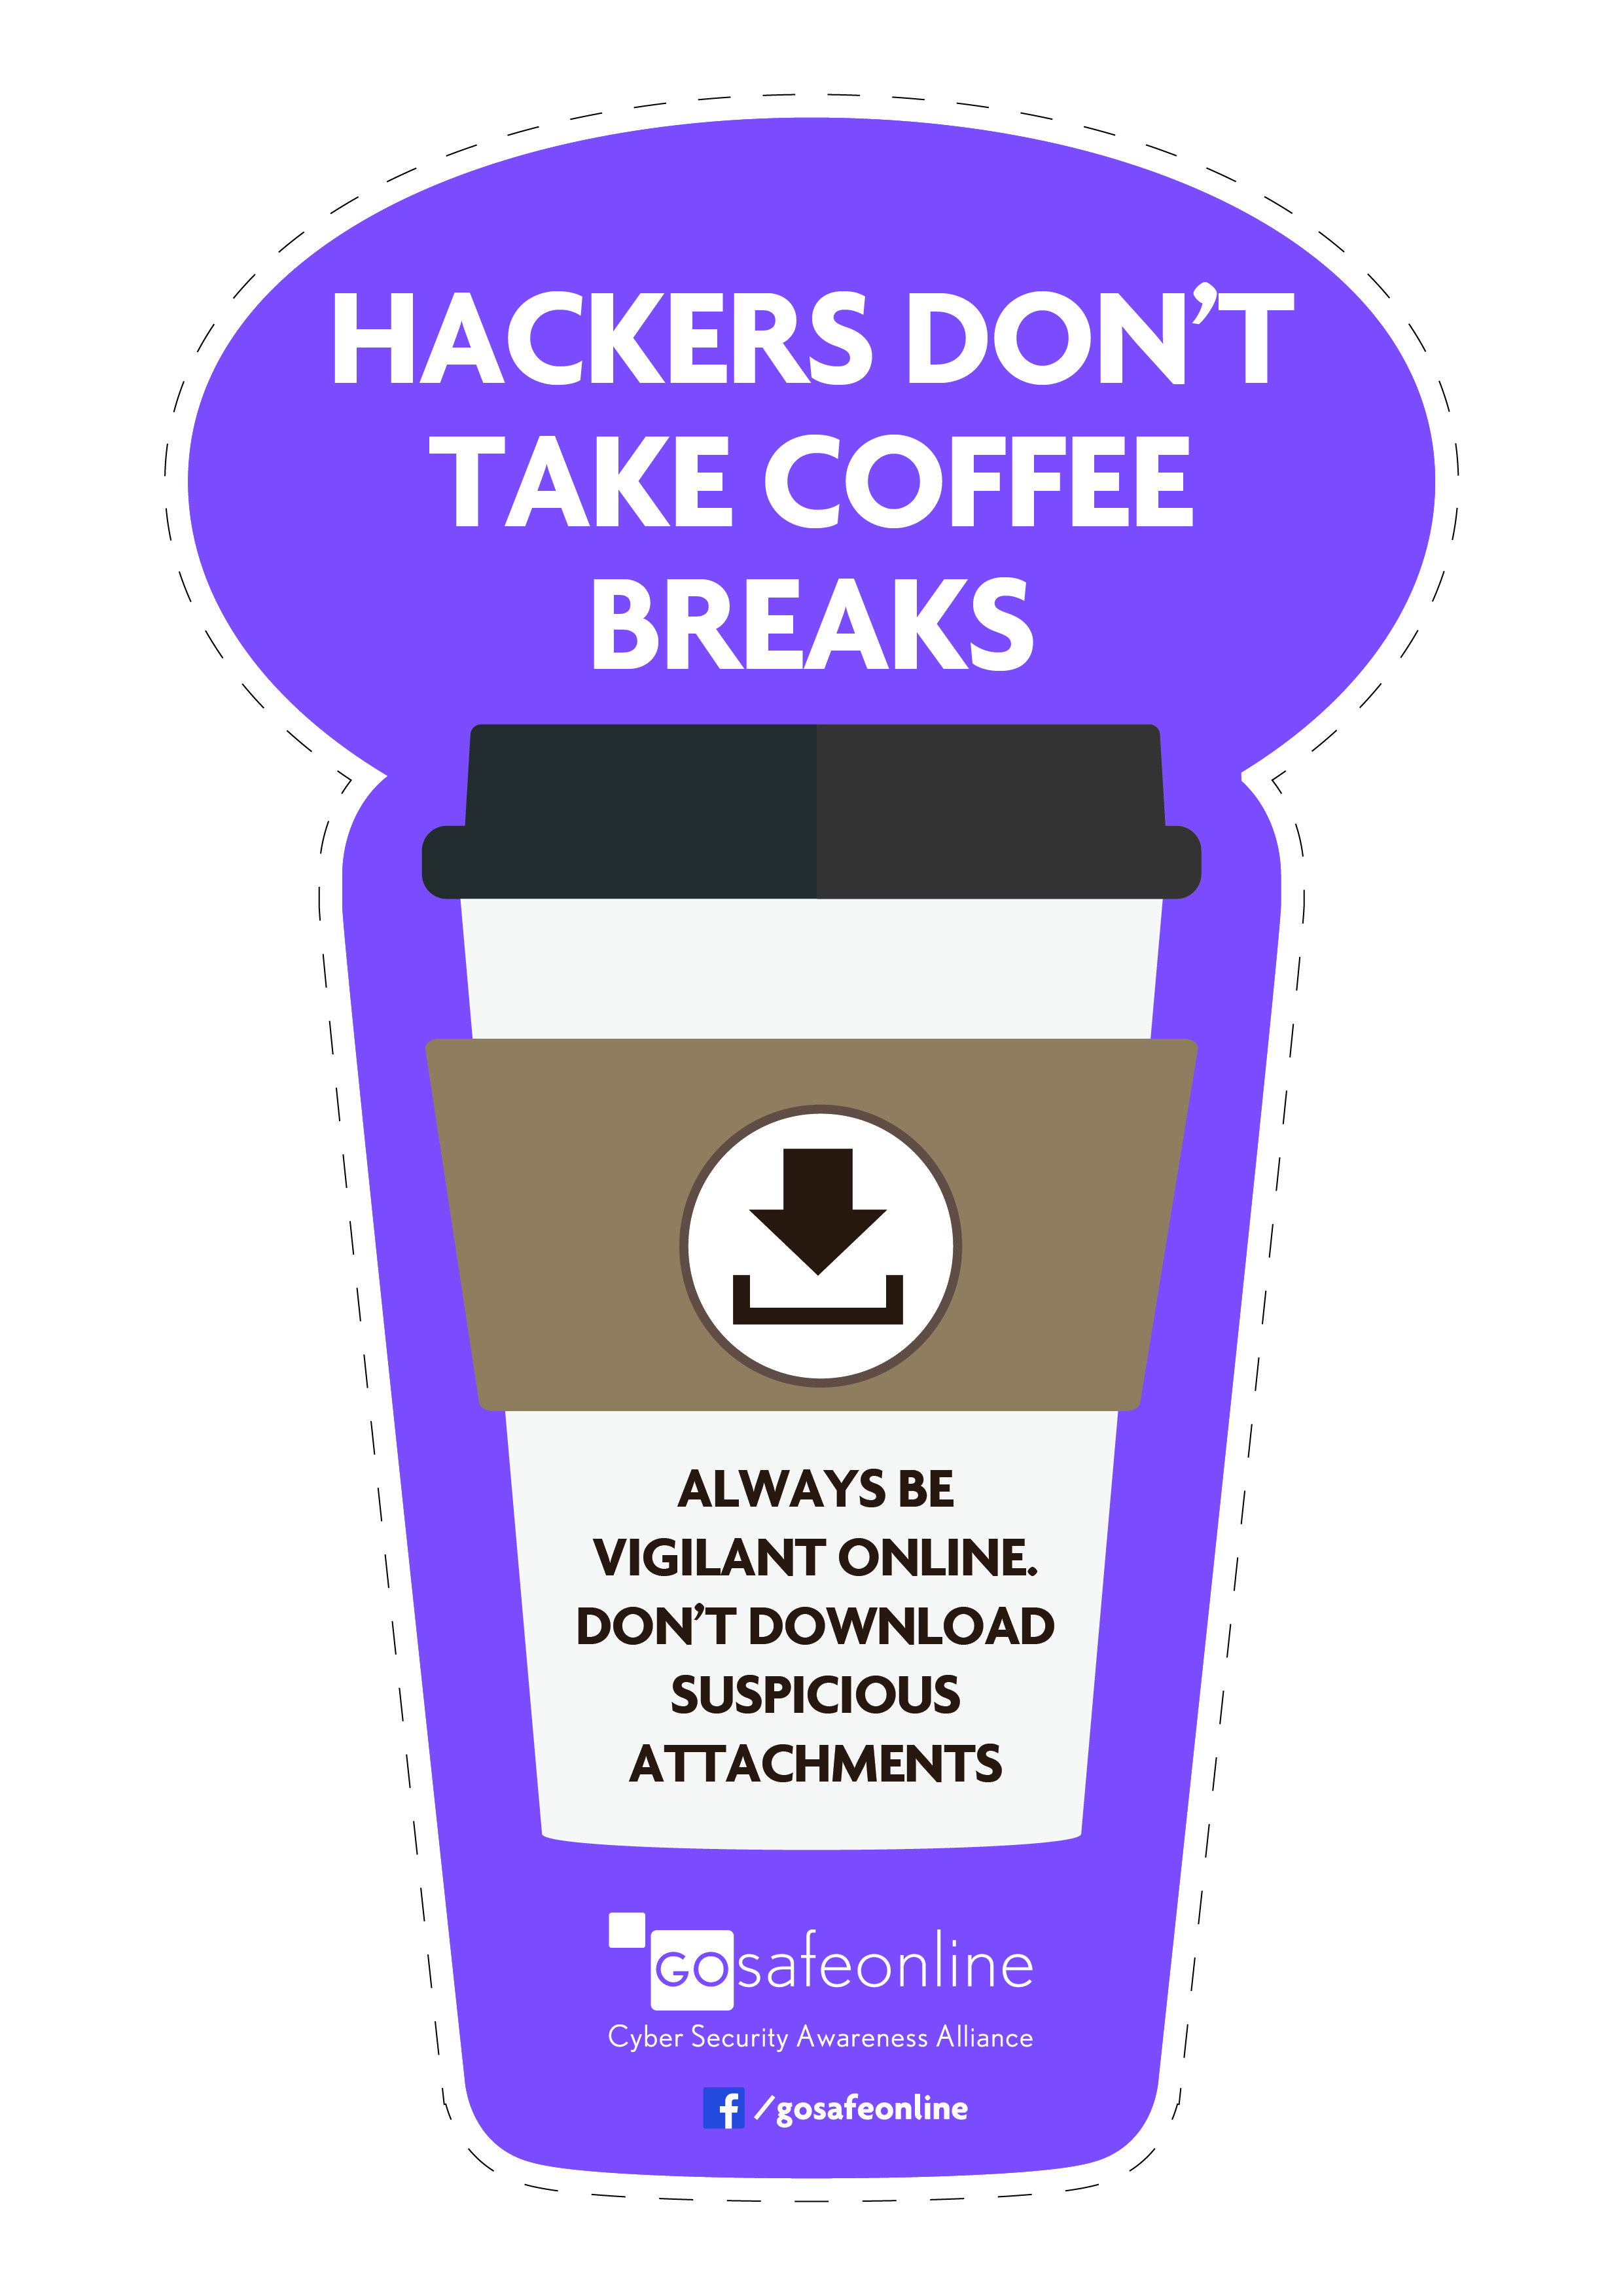 HACKERS DON’T
TAKE COFFEE
BREAKS
ALWAYS BE
VIGILANT ONLINE.
DON’T DOWNLOAD
SUSPICIOUS
ATTACHMENTS
GOsafeonline
Cyber Security Awareness Alliance
f /gosafeonline